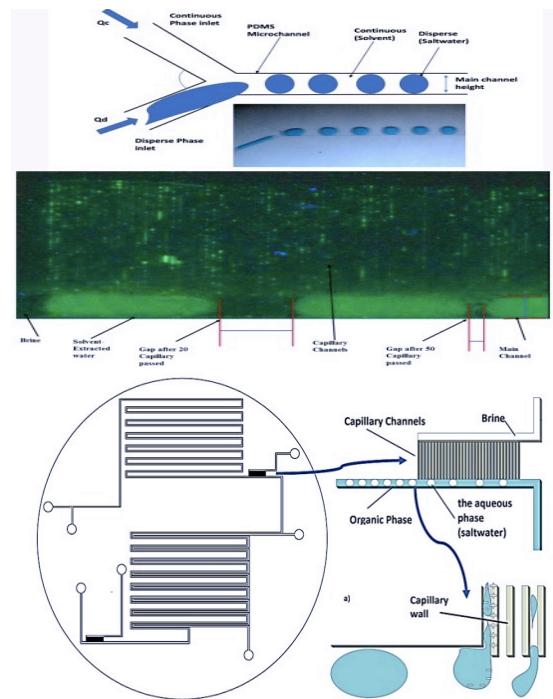 Qc
Continuous
Phase inlet
PDMS
Microchannel
Continuous
(Solvent)
Disperse
(Saltwater)
Main channel
height
Qd
Disperse Phase
inlet
Brine
Solvent-
Extracted
water
Gap after 20
Capillary
passed
Capillary
Channels
Gap after 50
Capillary
passed
Main
Channel
Capillary Channels
Brine
Organic Phase
the aqueous
phase
(saltwater)
a)
Capillary
wall